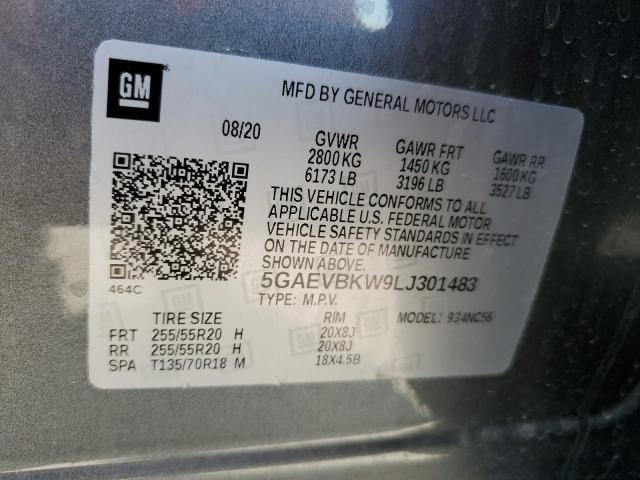 GM
MFD BY GENERAL MOTORS LLC
08/20
GVWR GAWR FRT GAWR RR
2800 KG 1450 KG 1600 KG
6173 LB 3196 LB 3527 LB
THIS VEHICLE CONFORMS TO ALL
APPLICABLE U.S. FEDERAL MOTOR
VEHICLE SAFETY STANDARDS IN EFFECT
ON THE DATE OF MANUFACTURE
SHOWN ABOVE.
464C
5GAEVBKW9LJ301483
TYPE: M.P.V. MODEL: 934NC56
TIRE SIZE RIM
FRT 255/55R20 H 20X8J
RR 255/55R20 H 20X8J
SPA T135/70R18 M 18X4.5B